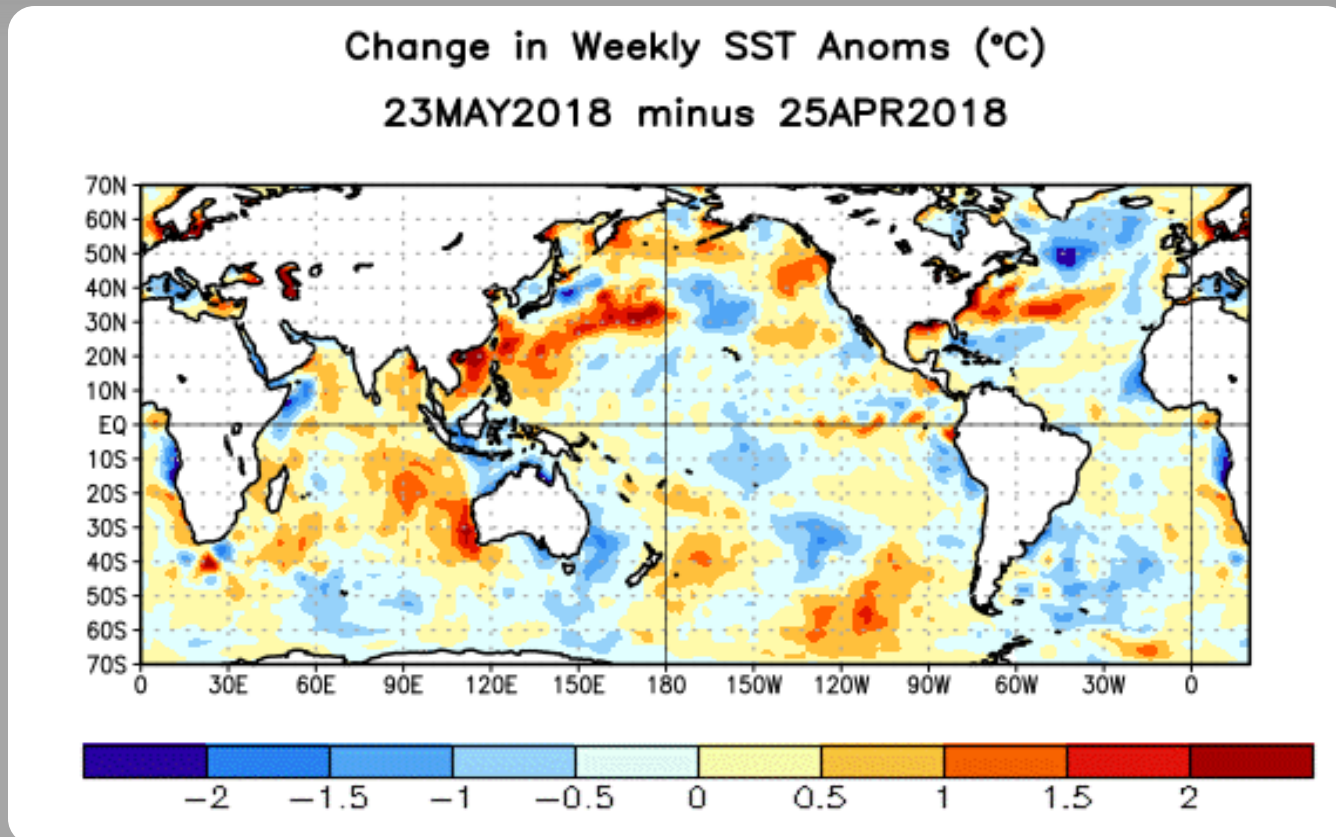 Change in Weekly SST Anoms (°C)
23MAY2018 minus 25APR2018
70N
60N
50N
40N
30N
20N
10N
EQ
10S
20S
30S
40S
50S
60S
70S
0 30E 60E 90E 120E 150E 180 150W 120W 90W 60W 30W 0
−2 −1.5 −1 −0.5 0 0.5 1 1.5 2